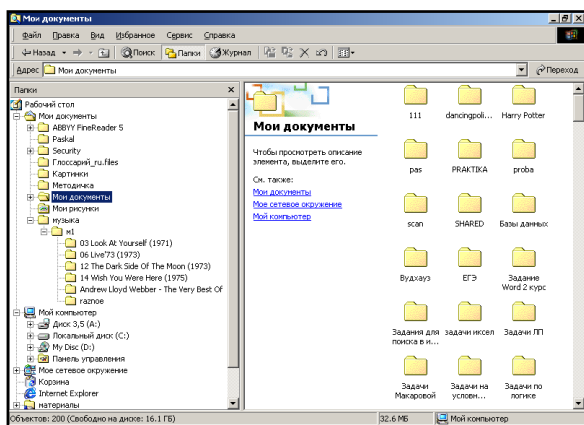 Мои документы
Файл Правка Вид Избранное Сервис Справка
Назад Поиск Папки Журнал
Адрес Мои документы Переход
Папки
Рабочий стол
Мои документы
ABBYY FineReader 5
Paskal
Security
Глоссарий_ru.files
Картинки
Методичка
Мои документы
Мои рисунки
музыка
м1
03 Look At Yourself (1971)
06 Live'73 (1973)
12 The Dark Side Of The Moon (1973)
14 Wish You Were Here (1975)
Andrew Lloyd Webber - The Very Best Of
raznoe
Мой компьютер
Диск 3,5 (A:)
Локальный диск (C:)
My Disc (D:)
Панель управления
Мое сетевое окружение
Корзина
Internet Explorer
материалы
Мои документы
Чтобы просмотреть описание
элемента, выделите его.
См. также:
Мои документы
Мое сетевое окружение
Мой компьютер
111 dancingpoli... Harry Potter
pas PRAKTIKA proba
scan SHARED Базы данных
Вудхауз ЕГЭ Задание
Word 2 курс
Задания для задачи иксел Задачи ЛП
поиска в и...
Задачи Задачи на Задачи по
Макаровой условн... логике
Объектов: 200 (Свободно на диске: 16.1 ГБ) 32.6 МБ Мой компьютер